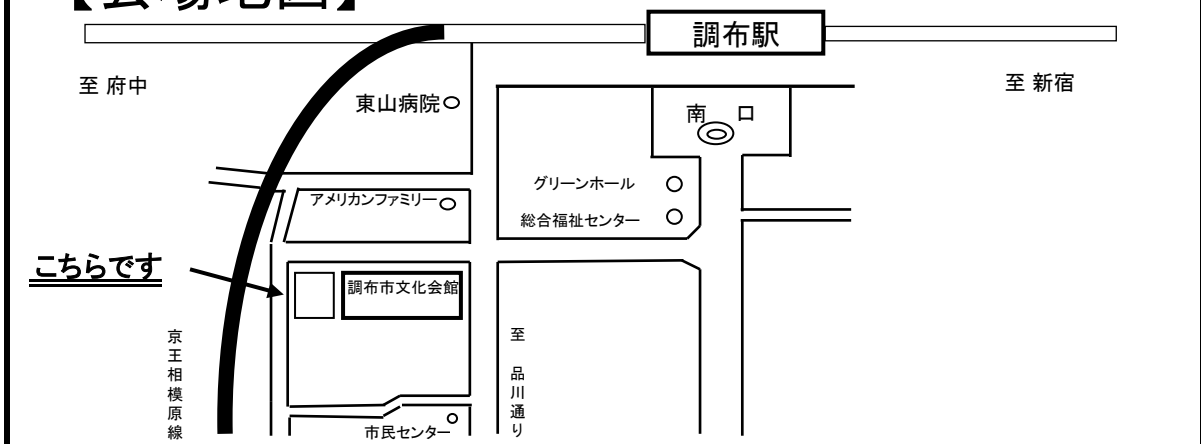 【会場地図】
調布駅
至 府中
至 新宿
東山病院
南 口
グリーンホール
アメリカンファミリー
総合福祉センター
こちらです
調布市文化会館
京王相模原線
至 品川通り
市民センター